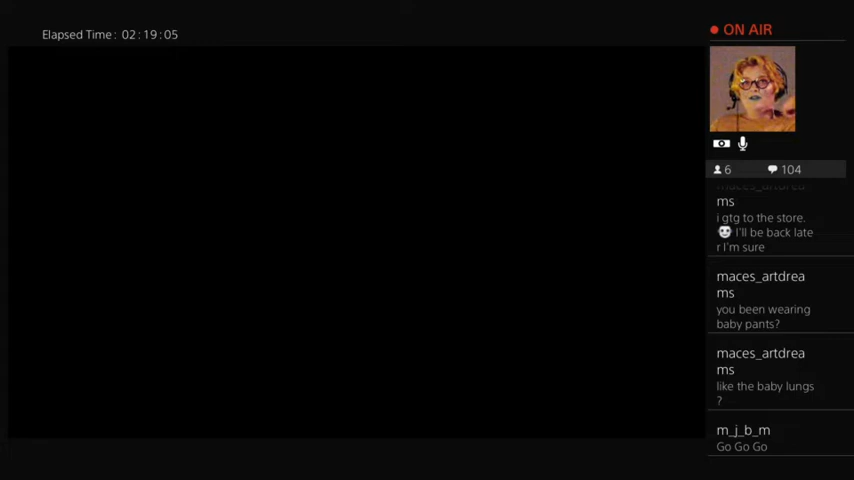 Elapsed Time: 02:19:05
ON AIR
6 104
maces_artdrea
ms
i gtg to the store.
I'll be back late
r I'm sure
maces_artdrea
ms
you been wearing
baby pants?
maces_artdrea
ms
like the baby lungs
?
m_j_b_m
Go Go Go